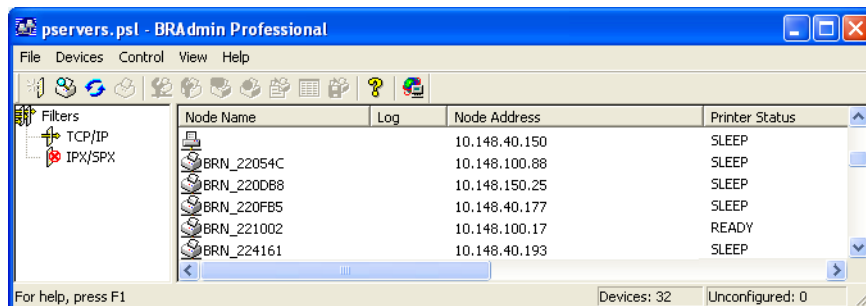 pservers.psl - BRAdmin Professional
File Devices Control View Help
Filters
TCP/IP
IPX/SPX
Node Name Log Node Address Printer Status
10.148.40.150 SLEEP
BRN_22054C 10.148.100.88 SLEEP
BRN_220DB8 10.148.150.25 SLEEP
BRN_220FB5 10.148.40.177 SLEEP
BRN_221002 10.148.100.17 READY
BRN_224161 10.148.40.193 SLEEP
For help, press F1 Devices: 32 Unconfigured: 0